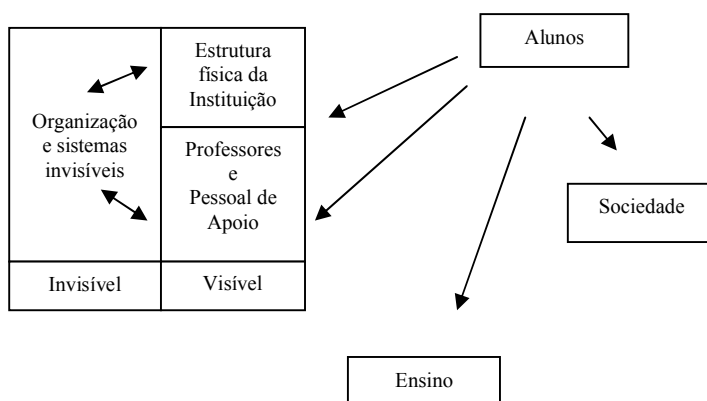 Estrutura
física da
Instituição
Organização
e sistemas
invisíveis
Professores
e
Pessoal de
Apoio
Invisível
Visível
Alunos
Sociedade
Ensino